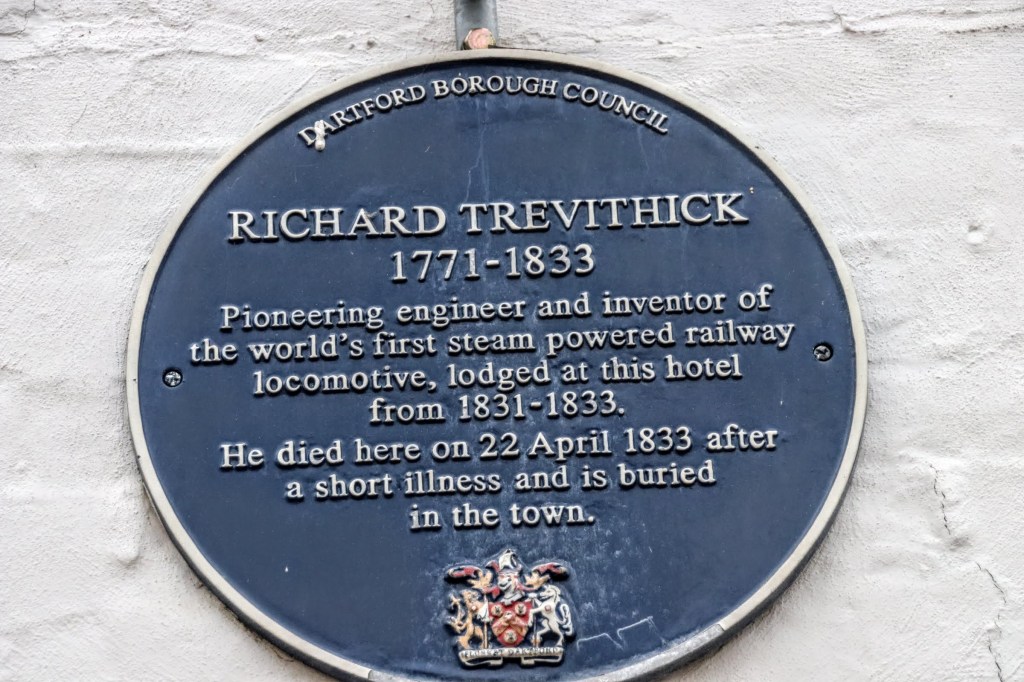 DARTFORD BOROUGH COUNCIL
RICHARD TREVITHICK
1771-1833
Pioneering engineer and inventor of
the world's first steam powered railway
locomotive, lodged at this hotel
from 1831-1833.
He died here on 22 April 1833 after
a short illness and is buried
in the town.
FLOREAT DARTFORD